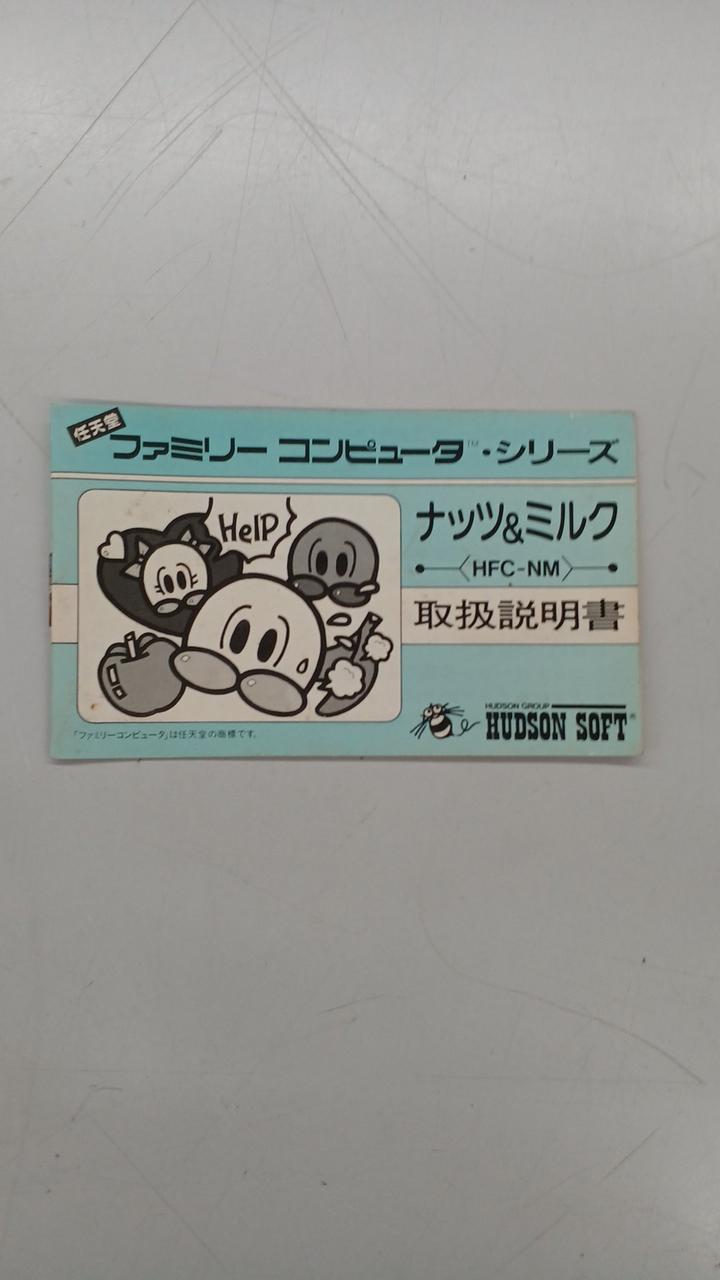 任天堂
ファミリー コンピュータ™・シリーズ
Help
ナッツ&ミルク
HFC-NM
取扱説明書
HUDSON GROUP
HUDSON SOFT®
「ファミリーコンピュータ」は任天堂の商標です。